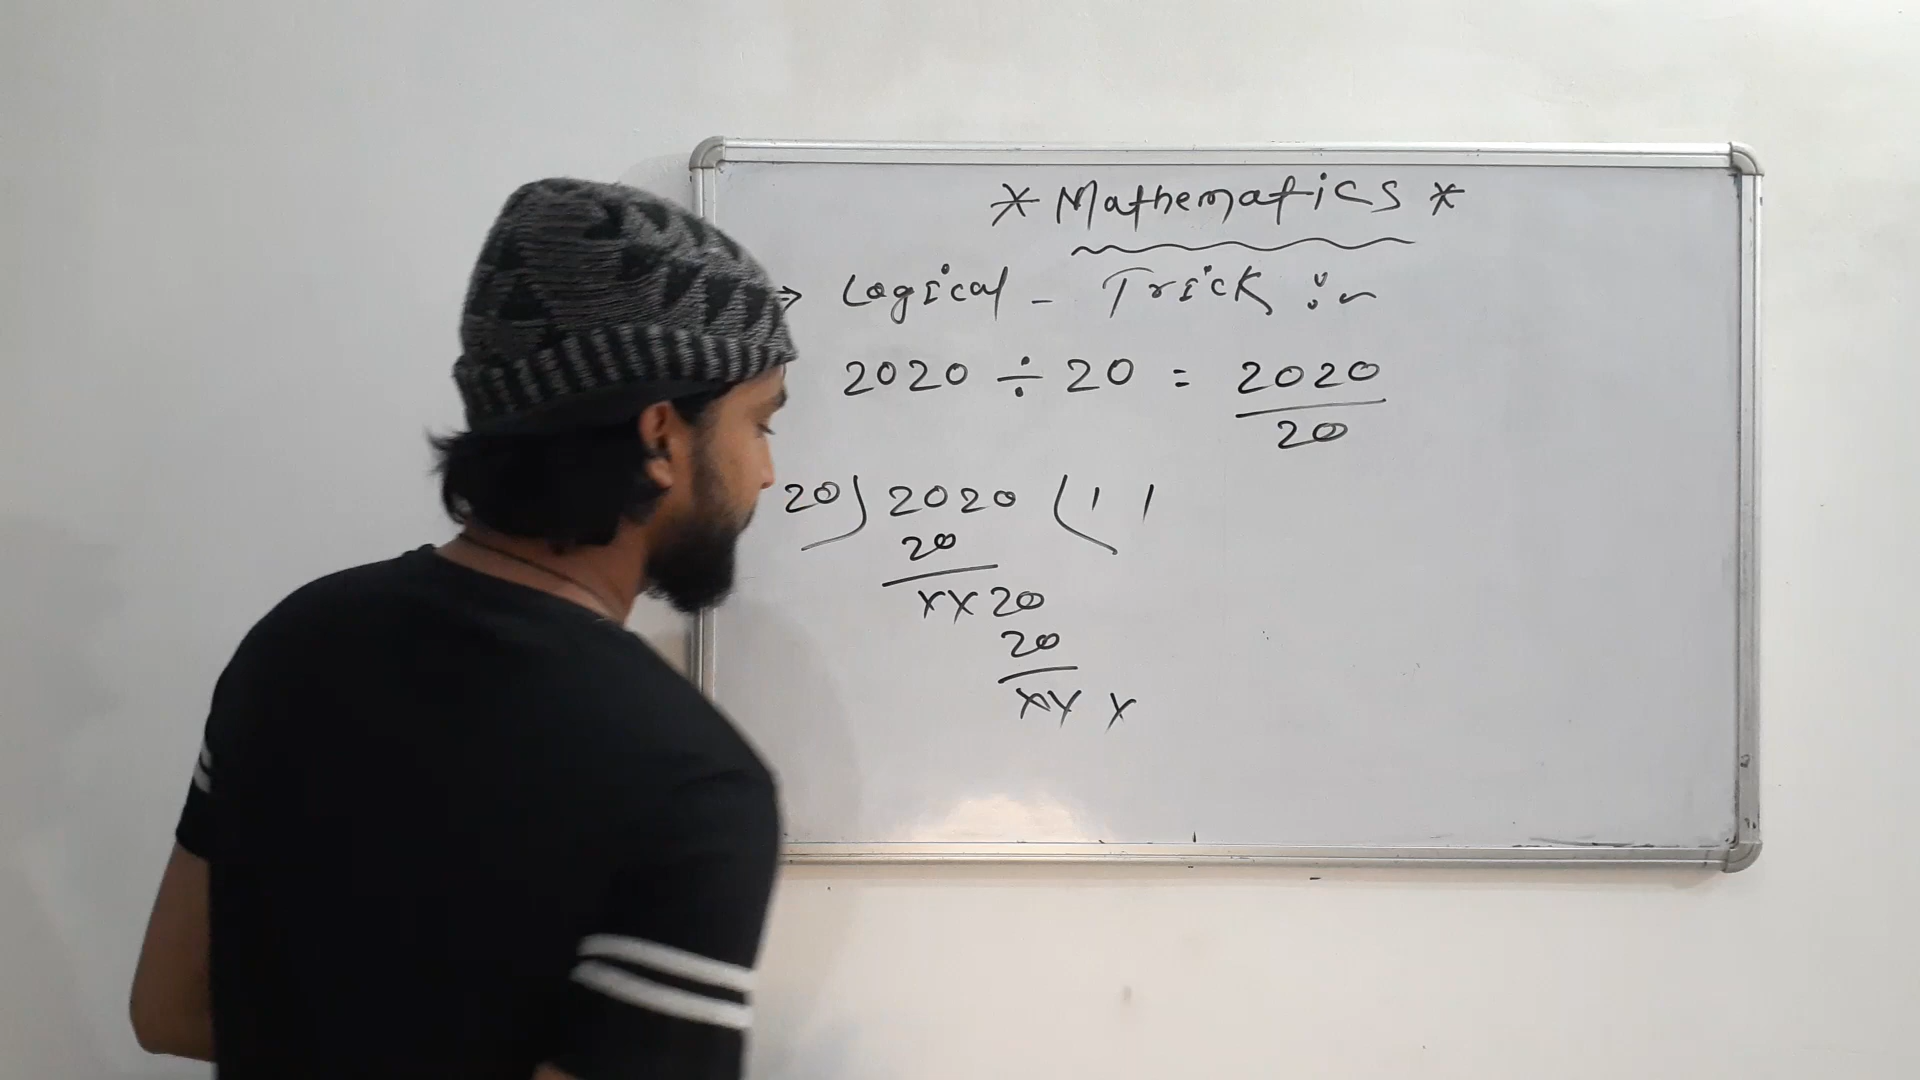 * Mathematics *
⇒ Logical - Trick :~
2020 ÷ 20 = 2020
20
20) 2020 (1 1
20
xx20
20
xx x